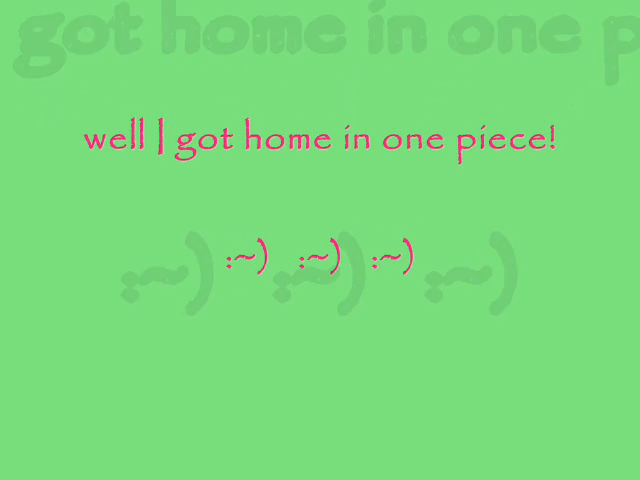 got home in one p
well I got home in one piece!
:~) :~) :~)
:~) :~) :~)